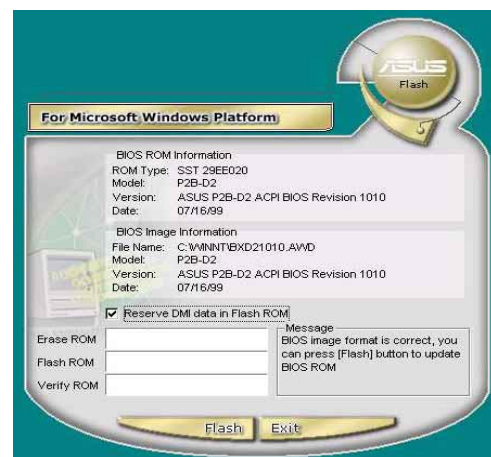 ASUS
Flash
For Microsoft Windows Platform
BIOS ROM Information
ROM Type: SST 29EE020
Model: P2B-D2
Version: ASUS P2B-D2 ACPI BIOS Revision 1010
Date: 07/16/99
BIOS Image Information
File Name: C:\WINNT\BXD21010.AWD
Model: P2B-D2
Version: ASUS P2B-D2 ACPI BIOS Revision 1010
Date: 07/16/99
Reserve DMI data in Flash ROM
Erase ROM
Flash ROM
Verify ROM
Message
BIOS image format is correct, you
can press [Flash] button to update
BIOS ROM
Flash
Exit